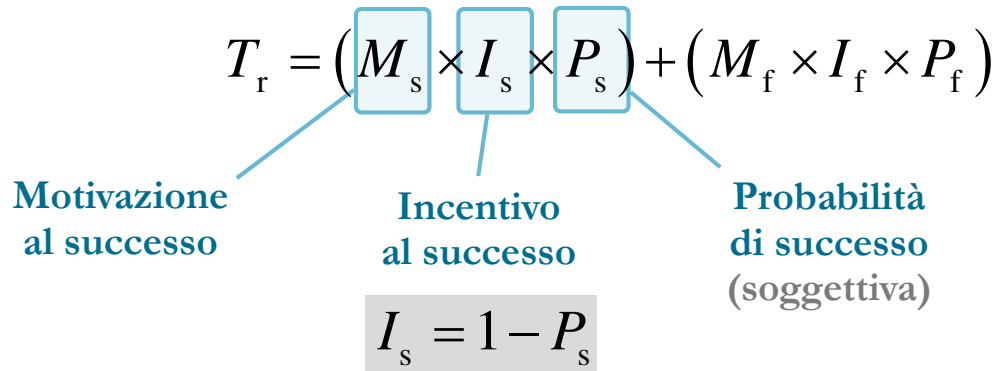 T_r = (M_s × I_s × P_s) + (M_f × I_f × P_f)
Motivazione
al successo
Incentivo
al successo
Probabilità
di successo
(soggettiva)
I_s = 1 − P_s